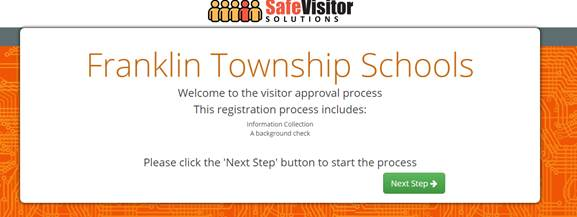 SafeVisitor
SOLUTIONS
Franklin Township Schools
Welcome to the visitor approval process
This registration process includes:
Information Collection
A background check
Please click the 'Next Step' button to start the process
Next Step